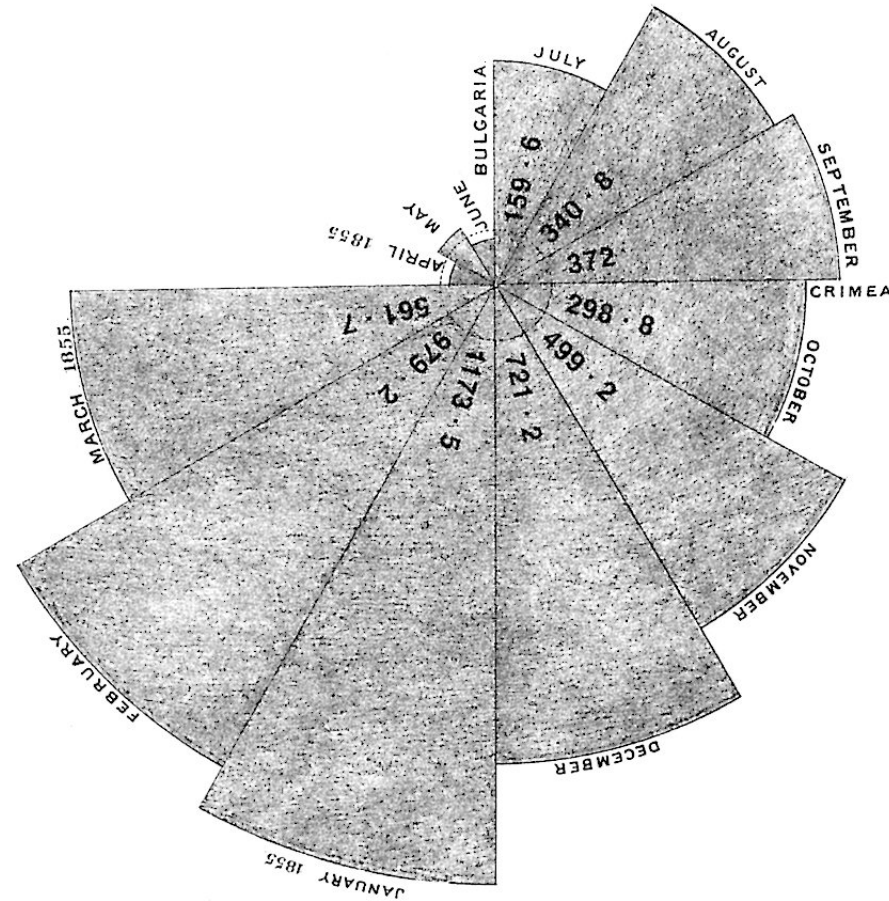 BULGARIA
JULY
159·6
AUGUST
340·8
SEPTEMBER
372·
CRIMEA
298·8
OCTOBER
499·2
NOVEMBER
721·2
DECEMBER
1173·5
JANUARY 1855
979·2
FEBRUARY
561·7
MARCH 1855.
APRIL 1855
MAY
JUNE